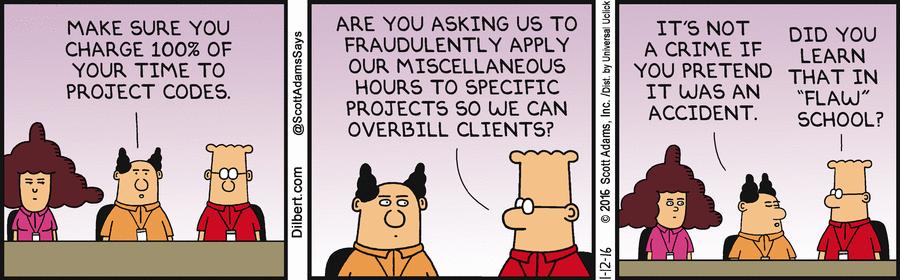 MAKE SURE YOU
CHARGE 100% OF
YOUR TIME TO
PROJECT CODES.
Dilbert.com @ScottAdamsSays
ARE YOU ASKING US TO
FRAUDULENTLY APPLY
OUR MISCELLANEOUS
HOURS TO SPECIFIC
PROJECTS SO WE CAN
OVERBILL CLIENTS?
1-12-16 © 2016 Scott Adams, Inc. /Dist. by Universal Uclick
IT'S NOT
A CRIME IF
YOU PRETEND
IT WAS AN
ACCIDENT.
DID YOU
LEARN
THAT IN
"FLAW"
SCHOOL?